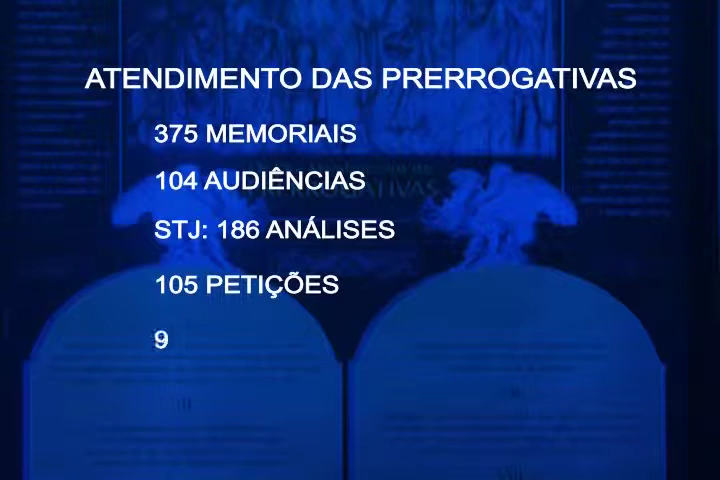 ATENDIMENTO DAS PRERROGATIVAS
375 MEMORIAIS
104 AUDIÊNCIAS
STJ: 186 ANÁLISES
105 PETIÇÕES
9